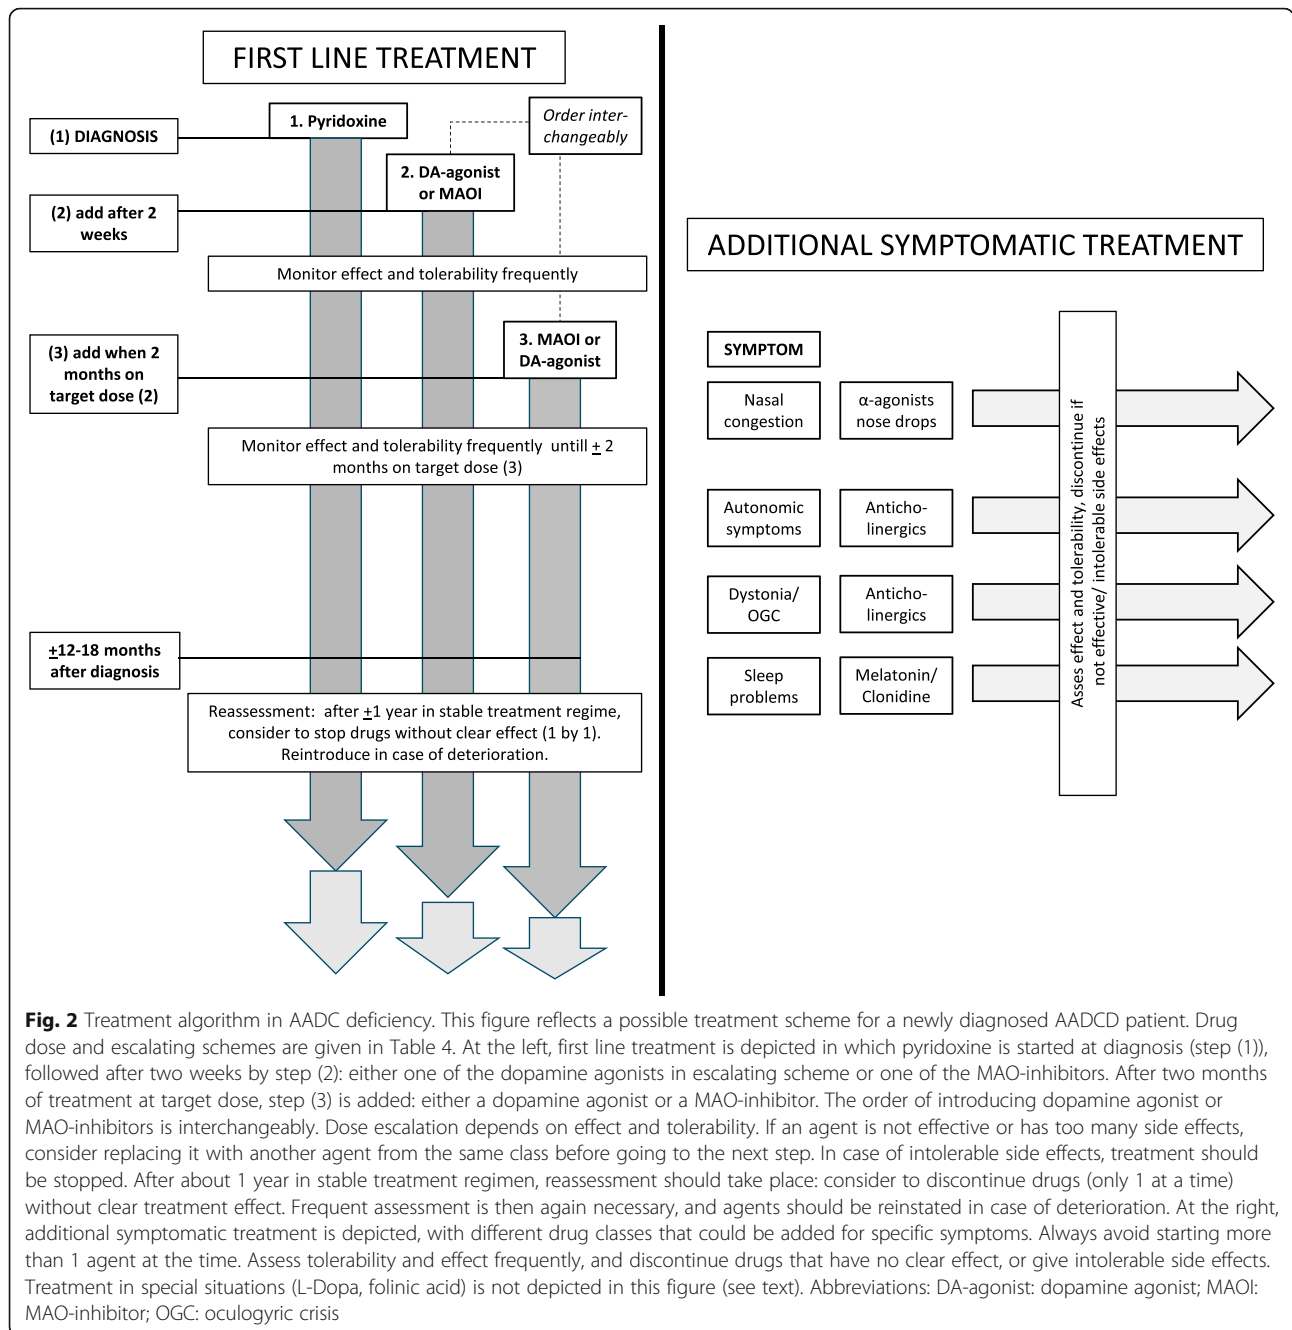 FIRST LINE TREATMENT
(1) DIAGNOSIS
1. Pyridoxine
Order inter-
changeably
2. DA-agonist
or MAOI
(2) add after 2
weeks
Monitor effect and tolerability frequently
3. MAOI or
DA-agonist
(3) add when 2
months on
target dose (2)
Monitor effect and tolerability frequently untill ± 2
months on target dose (3)
±12-18 months
after diagnosis
Reassessment: after ±1 year in stable treatment regime,
consider to stop drugs without clear effect (1 by 1).
Reintroduce in case of deterioration.
ADDITIONAL SYMPTOMATIC TREATMENT
SYMPTOM
Nasal
congestion
α-agonists
nose drops
Autonomic
symptoms
Anticho-
linergics
Dystonia/
OGC
Anticho-
linergics
Sleep
problems
Melatonin/
Clonidine
Asses effect and tolerability, discontinue if
not effective/ intolerable side effects
Fig. 2 Treatment algorithm in AADC deficiency. This figure reflects a possible treatment scheme for a newly diagnosed AADCD patient. Drug
dose and escalating schemes are given in Table 4. At the left, first line treatment is depicted in which pyridoxine is started at diagnosis (step (1)),
followed after two weeks by step (2): either one of the dopamine agonists in escalating scheme or one of the MAO-inhibitors. After two months
of treatment at target dose, step (3) is added: either a dopamine agonist or a MAO-inhibitor. The order of introducing dopamine agonist or
MAO-inhibitors is interchangeably. Dose escalation depends on effect and tolerability. If an agent is not effective or has too many side effects,
consider replacing it with another agent from the same class before going to the next step. In case of intolerable side effects, treatment should
be stopped. After about 1 year in stable treatment regimen, reassessment should take place: consider to discontinue drugs (only 1 at a time)
without clear treatment effect. Frequent assessment is then again necessary, and agents should be reinstated in case of deterioration. At the right,
additional symptomatic treatment is depicted, with different drug classes that could be added for specific symptoms. Always avoid starting more
than 1 agent at the time. Assess tolerability and effect frequently, and discontinue drugs that have no clear effect, or give intolerable side effects.
Treatment in special situations (L-Dopa, folinic acid) is not depicted in this figure (see text). Abbreviations: DA-agonist: dopamine agonist; MAOI:
MAO-inhibitor; OGC: oculogyric crisis